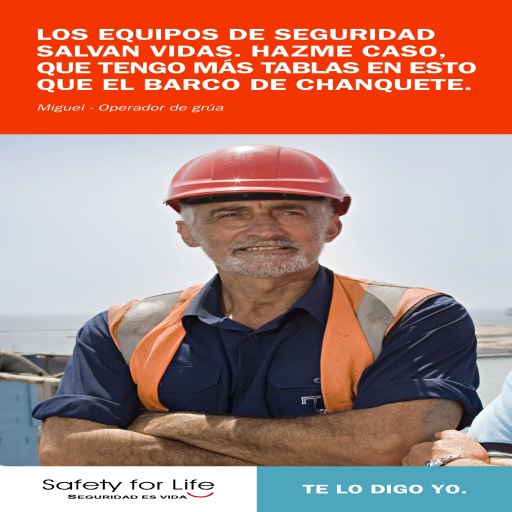 LOS EQUIPOS DE SEGURIDAD
SALVAN VIDAS. HAZME CASO,
QUE TENGO MÁS TABLAS EN ESTO
QUE EL BARCO DE CHANQUETE.
Miguel - Operador de grúa
Safety for Life
SEGURIDAD ES VIDA
TE LO DIGO YO.